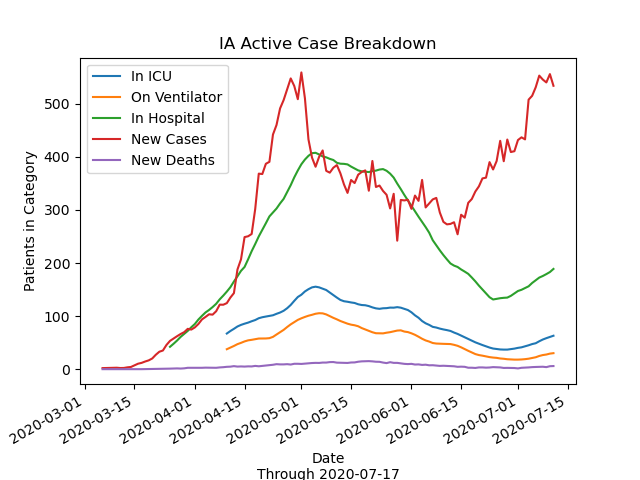 IA Active Case Breakdown
In ICU
On Ventilator
In Hospital
New Cases
New Deaths
Patients in Category
500
400
300
200
100
0
2020-03-01
2020-03-15
2020-04-01
2020-04-15
2020-05-01
2020-05-15
2020-06-01
2020-06-15
2020-07-01
2020-07-15
Date
Through 2020-07-17